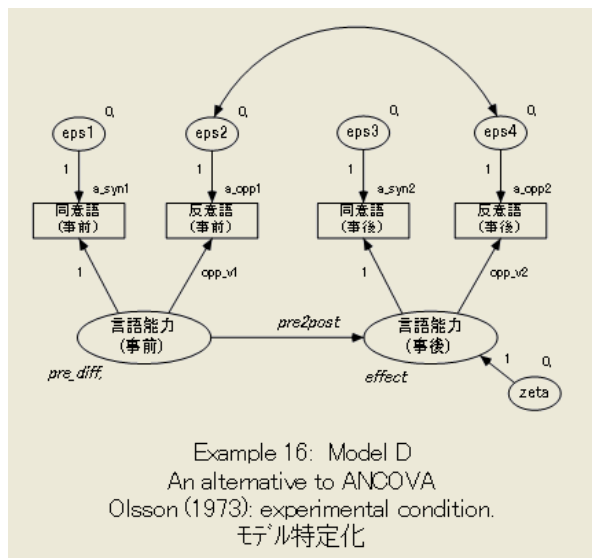 0,
0,
0,
0,
eps1
eps2
eps3
eps4
1
1
1
1
a_syn1
a_opp1
a_syn2
a_opp2
同意語
(事前)
反意語
(事前)
同意語
(事後)
反意語
(事後)
1
opp_v1
1
opp_v2
言語能力
(事前)
pre2post
言語能力
(事後)
pre_diff,
effect
1
0,
zeta
Example 16: Model D
An alternative to ANCOVA
Olsson (1973): experimental condition.
モデル特定化